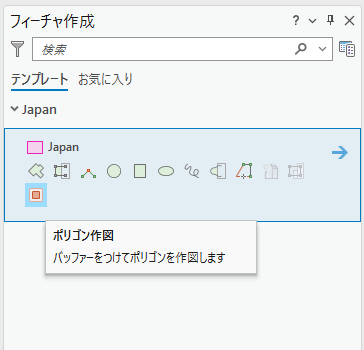 フィーチャ作成
検索
テンプレート お気に入り
Japan
Japan
ポリゴン作図
バッファーをつけてポリゴンを作図します